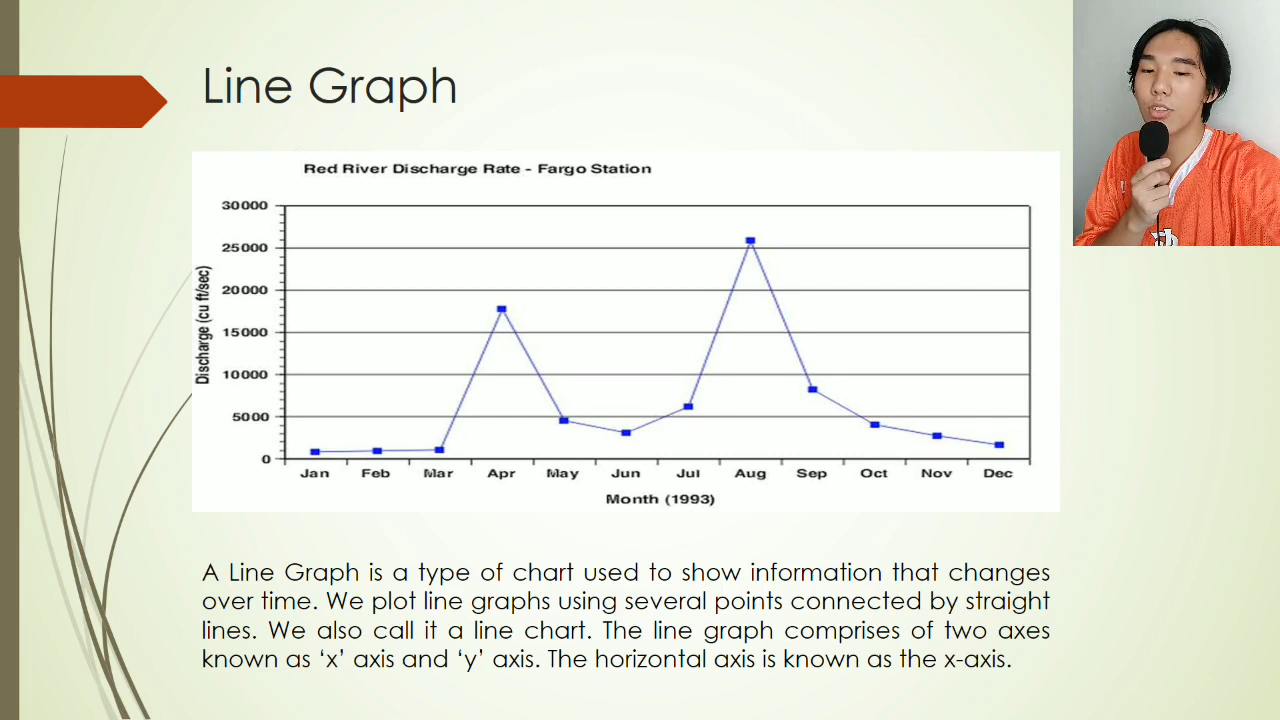 Line Graph
Red River Discharge Rate - Fargo Station
30000
25000
20000
15000
10000
5000
0
Discharge (cu ft/sec)
Jan Feb Mar Apr May Jun Jul Aug Sep Oct Nov Dec
Month (1993)
A Line Graph is a type of chart used to show information that changes
over time. We plot line graphs using several points connected by straight
lines. We also call it a line chart. The line graph comprises of two axes
known as ‘x’ axis and ‘y’ axis. The horizontal axis is known as the x-axis.